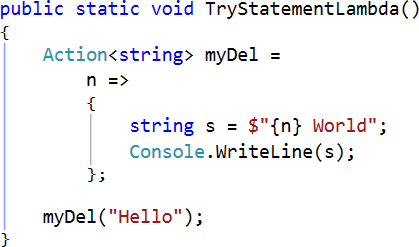 public static void TryStatementLambda()
{
    Action<string> myDel =
        n =>
        {
            string s = $"{n} World";
            Console.WriteLine(s);
        };

    myDel("Hello");
}